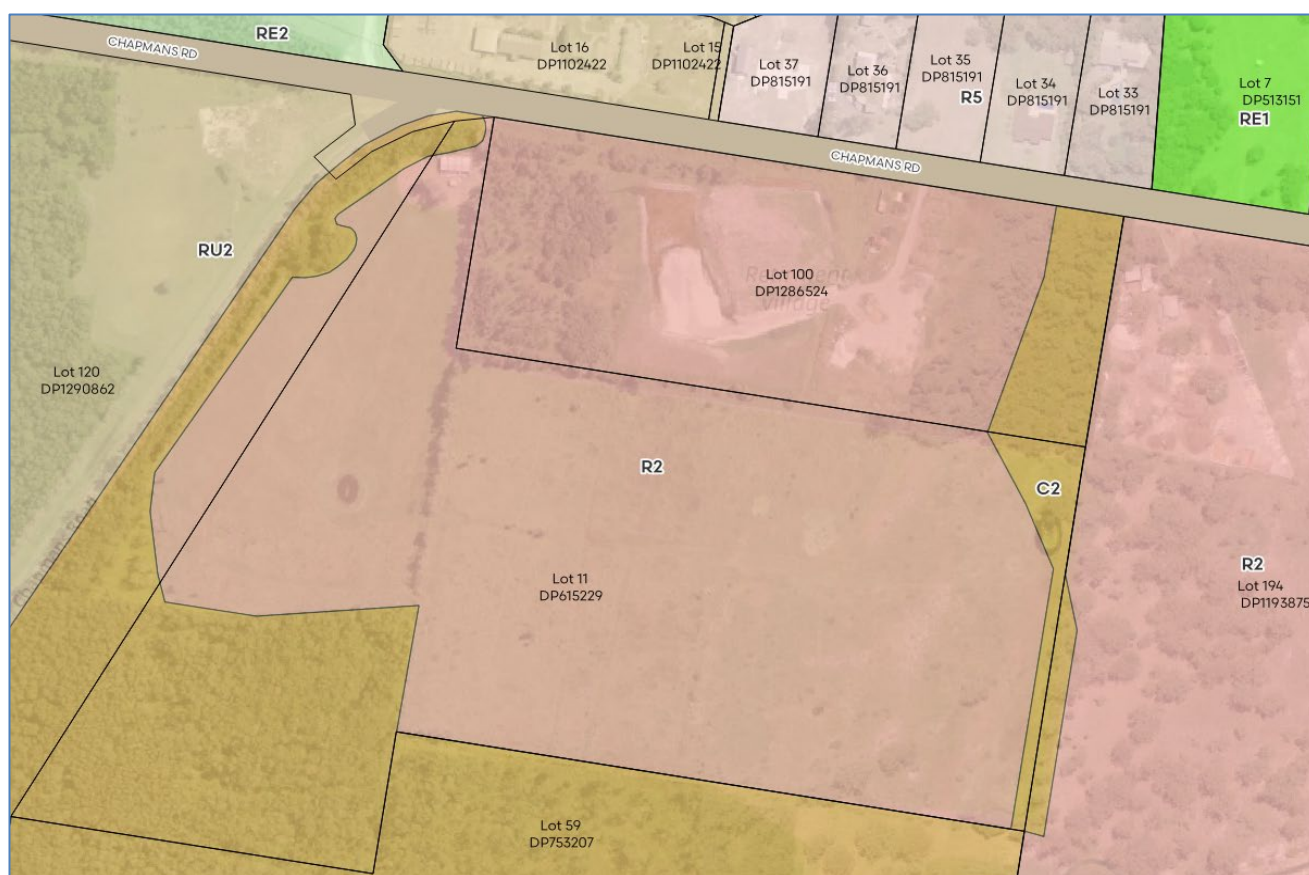 RE2
CHAPMANS RD
Lot 16
DP1102422
Lot 15
DP1102422
Lot 37
DP815191
Lot 36
DP815191
Lot 35
DP815191
R5
Lot 34
DP815191
Lot 33
DP815191
Lot 7
DP513151
RE1
CHAPMANS RD
RU2
Lot 100
DP1286524
Village
Lot 120
DP1290862
R2
C2
R2
Lot 194
DP1193875
Lot 11
DP615229
Lot 59
DP753207